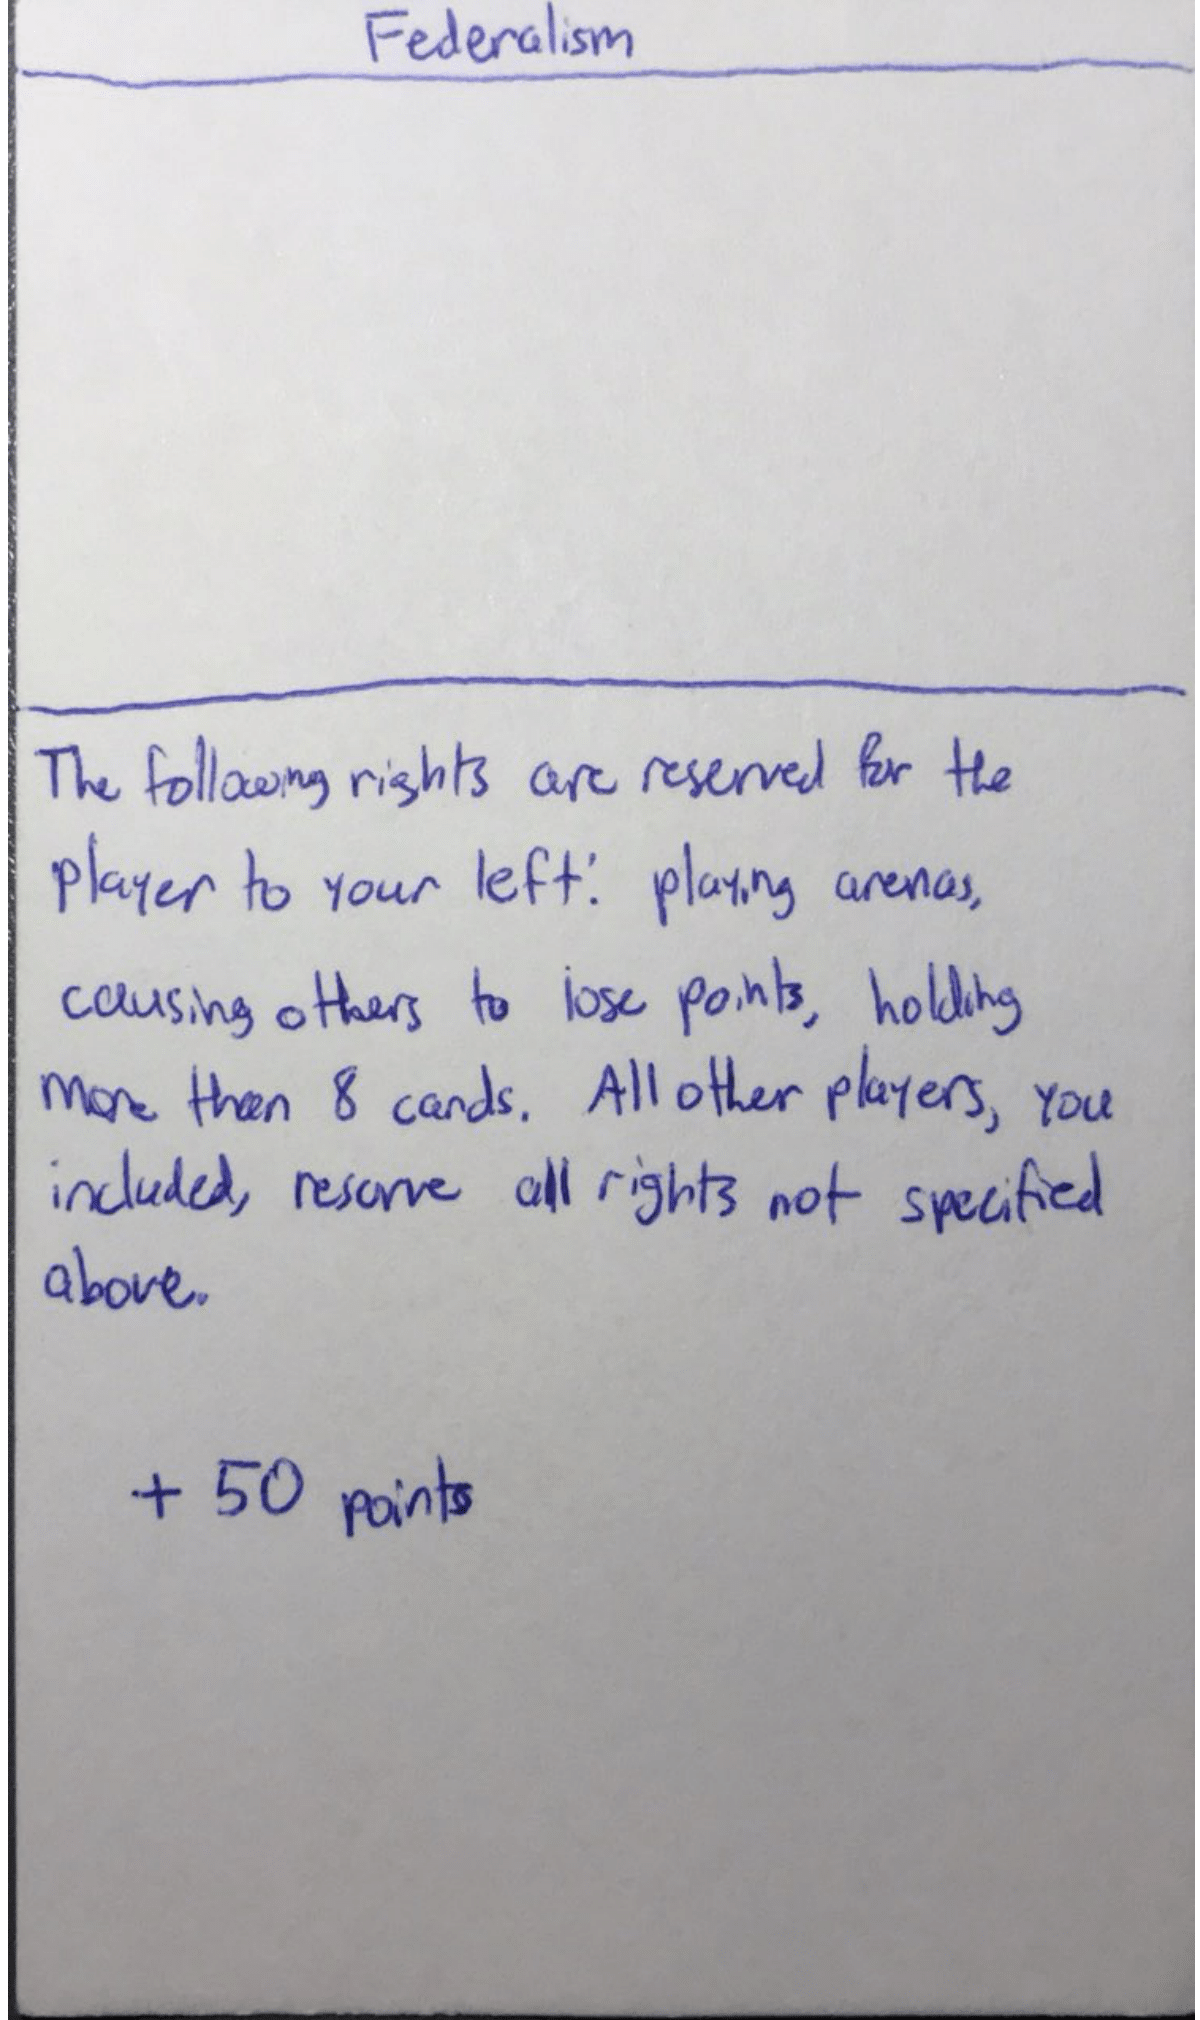 Federalism
The following rights are reserved for the
player to your left: playing arenas,
causing others to lose points, holding
more than 8 cards. All other players, you
included, reserve all rights not specified
above.
+ 50 points